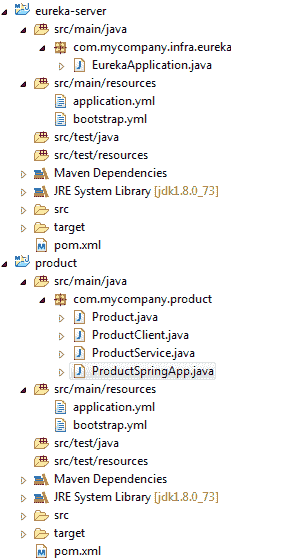 eureka-server
src/main/java
com.mycompany.infra.eureka
EurekaApplication.java
src/main/resources
application.yml
bootstrap.yml
src/test/java
src/test/resources
Maven Dependencies
JRE System Library [jdk1.8.0_73]
src
target
pom.xml
product
src/main/java
com.mycompany.product
Product.java
ProductClient.java
ProductService.java
ProductSpringApp.java
src/main/resources
application.yml
bootstrap.yml
src/test/java
src/test/resources
Maven Dependencies
JRE System Library [jdk1.8.0_73]
src
target
pom.xml